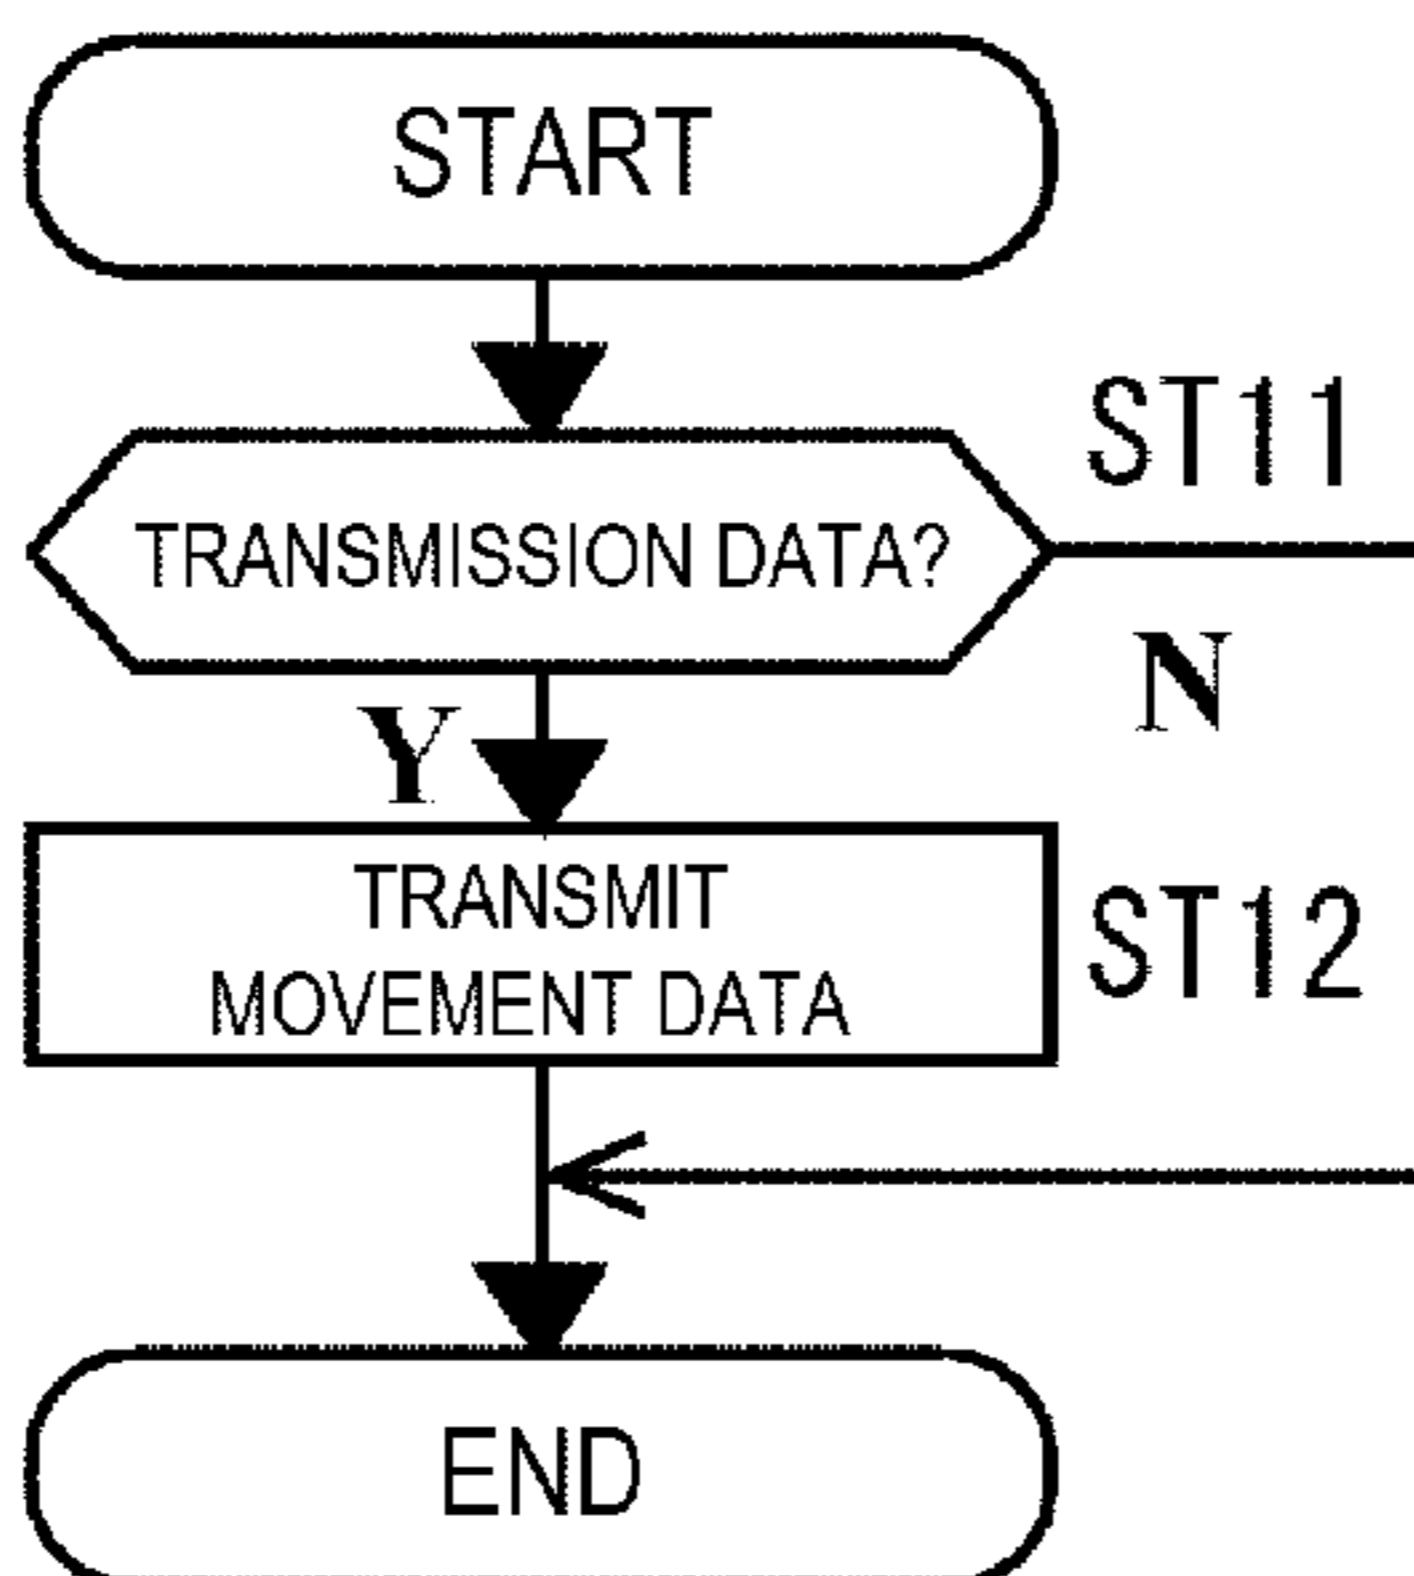 START
ST11
TRANSMISSION DATA?
N
Y
TRANSMIT
MOVEMENT DATA
ST12
END